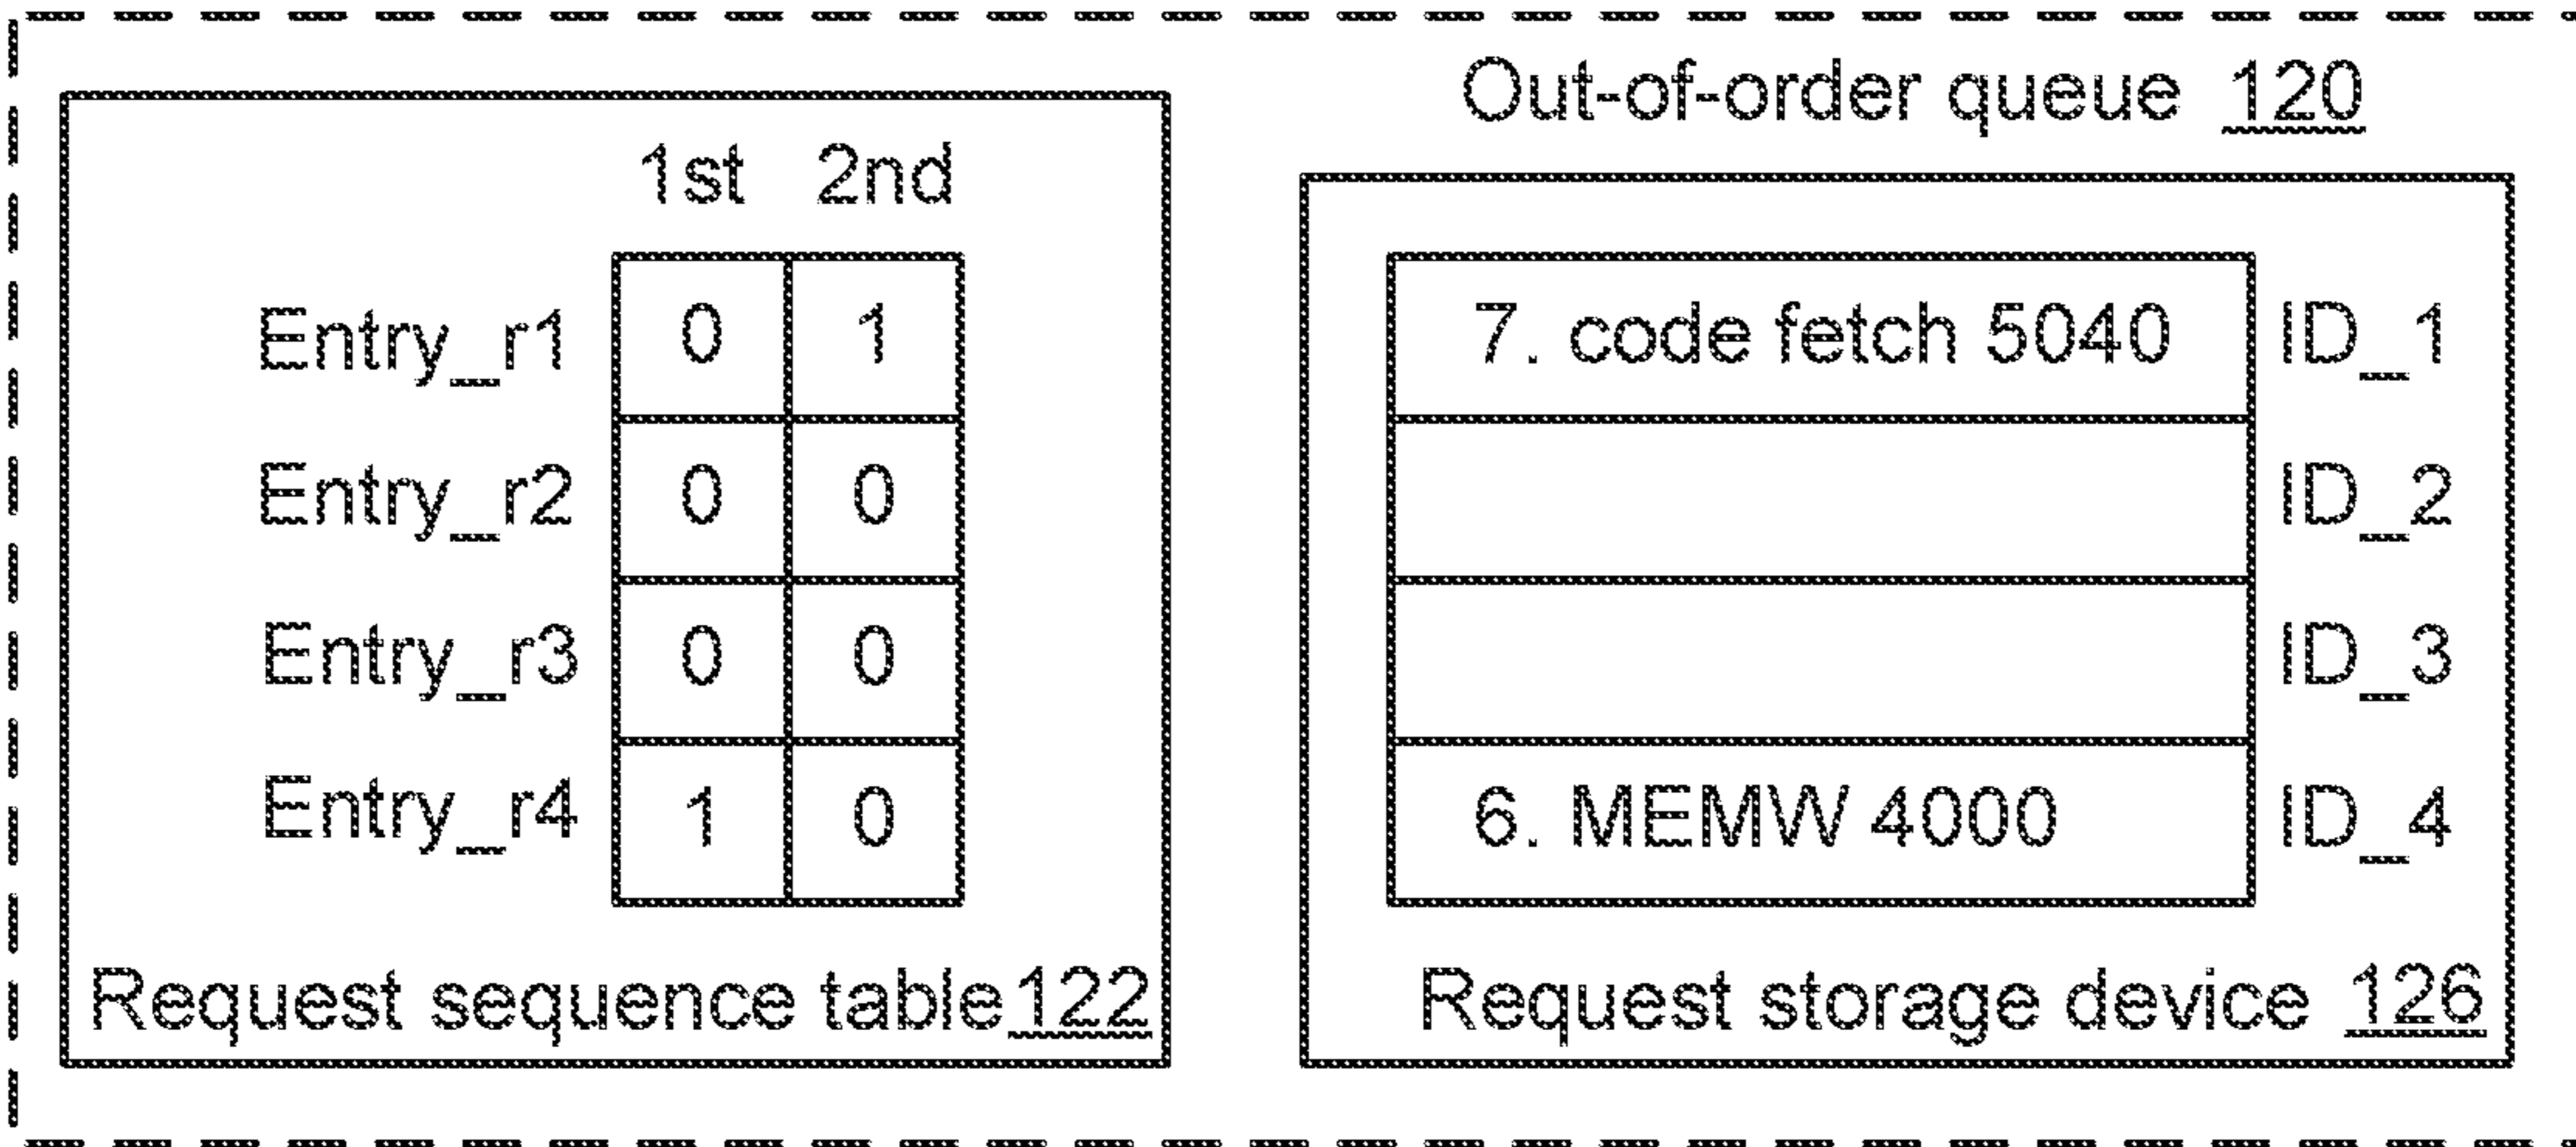 Out-of-order queue 120
1st 2nd
Entry_r1 0 1
Entry_r2 0 0
Entry_r3 0 0
Entry_r4 1 0
Request sequence table 122
7. code fetch 5040 ID_1
ID_2
ID_3
6. MEMW 4000 ID_4
Request storage device 126